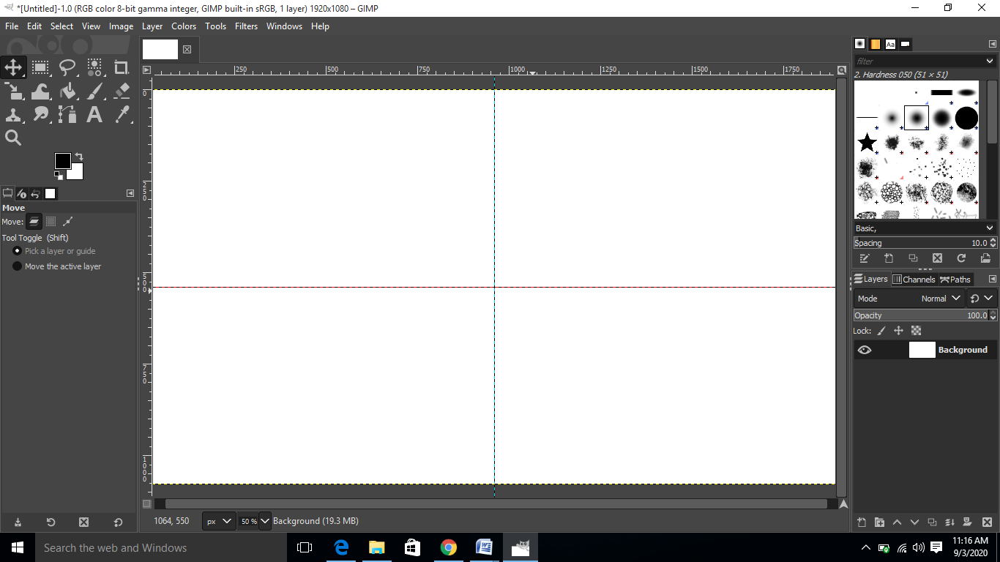 *[Untitled]-1.0 (RGB color 8-bit gamma integer, GIMP built-in sRGB, 1 layer) 1920x1080 – GIMP
File Edit Select View Image Layer Colors Tools Filters Windows Help
Aa
filter
250 500 750 1000 1250 1500 1750
2. Hardness 050 (51 × 51)
0
250
500
750
1000
A
Move
Move:
Tool Toggle (Shift)
Pick a layer or guide
Move the active layer
Basic,
Spacing 10.0
Layers Channels Paths
Mode Normal
Opacity 100.0
Lock:
Background
1064, 550 px 50 % Background (19.3 MB)
Search the web and Windows
W
11:16 AM
9/3/2020